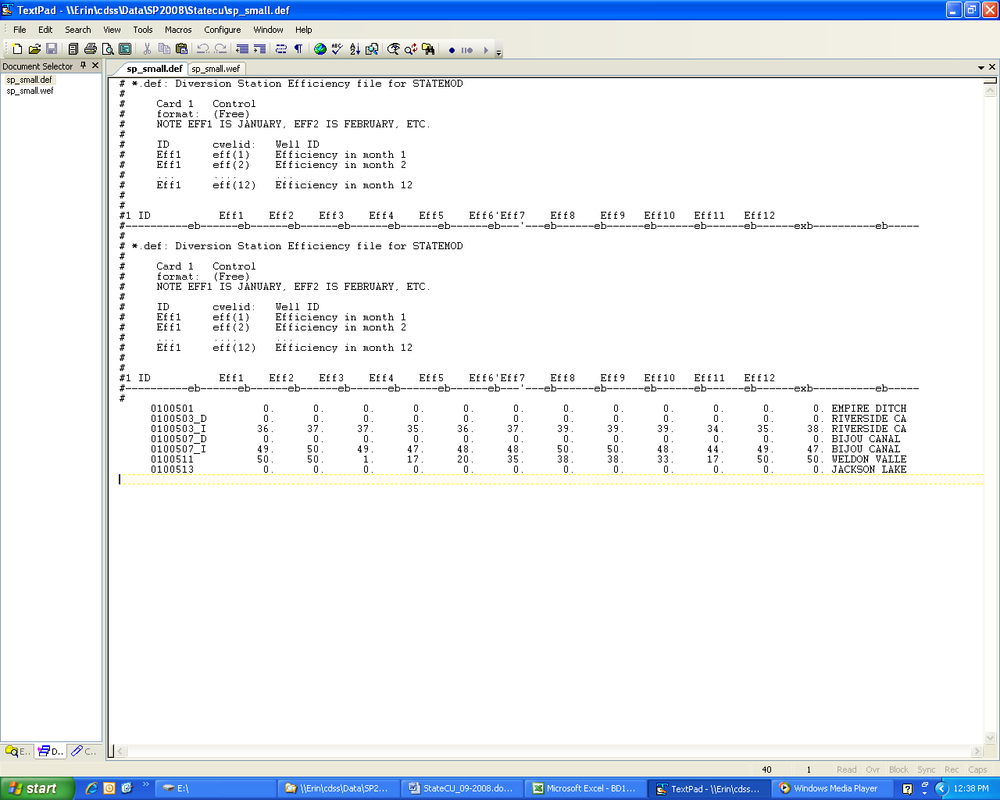 TextPad - \\Erin\cdss\Data\SP2008\Statecu\sp_small.def
File Edit Search View Tools Macros Configure Window Help
Document Selector
sp_small.def
sp_small.wef
sp_small.def sp_small.wef
# *.def: Diversion Station Efficiency file for STATEMOD
#
# Card 1 Control
# format: (Free)
# NOTE EFF1 IS JANUARY, EFF2 IS FEBRUARY, ETC.
#
# ID cwelid: Well ID
# Eff1 eff(1) Efficiency in month 1
# Eff1 eff(2) Efficiency in month 2
# ... .... ...
# Eff1 eff(12) Efficiency in month 12
#
#
#1 ID Eff1 Eff2 Eff3 Eff4 Eff5 Eff6'Eff7 Eff8 Eff9 Eff10 Eff11 Eff12
#----------eb------eb------eb------eb------eb------eb------eb---'---eb------eb------eb------eb------exb----------eb-----
#
# *.def: Diversion Station Efficiency file for STATEMOD
#
# Card 1 Control
# format: (Free)
# NOTE EFF1 IS JANUARY, EFF2 IS FEBRUARY, ETC.
#
# ID cwelid: Well ID
# Eff1 eff(1) Efficiency in month 1
# Eff1 eff(2) Efficiency in month 2
# ... .... ...
# Eff1 eff(12) Efficiency in month 12
#
#
#1 ID Eff1 Eff2 Eff3 Eff4 Eff5 Eff6'Eff7 Eff8 Eff9 Eff10 Eff11 Eff12
#----------eb------eb------eb------eb------eb------eb------eb---'---eb------eb------eb------eb------exb----------eb-----
#
0100501 0. 0. 0. 0. 0. 0. 0. 0. 0. 0. 0. 0. EMPIRE DITCH
0100503_D 0. 0. 0. 0. 0. 0. 0. 0. 0. 0. 0. 0. RIVERSIDE CA
0100503_I 36. 37. 37. 35. 36. 37. 39. 39. 39. 34. 35. 38. RIVERSIDE CA
0100507_D 0. 0. 0. 0. 0. 0. 0. 0. 0. 0. 0. 0. BIJOU CANAL
0100507_I 49. 50. 49. 47. 48. 48. 50. 50. 48. 44. 49. 47. BIJOU CANAL
0100511 50. 50. 1. 17. 20. 35. 38. 38. 33. 17. 50. 50. WELDON VALLE
0100513 0. 0. 0. 0. 0. 0. 0. 0. 0. 0. 0. 0. JACKSON LAKE
E.. D.. C..
40 1 Read Ovr Block Sync Rec Caps
start E:\ \\Erin\cdss\Data\SP2... StateCU_09-2008.do... Microsoft Excel - BD1... TextPad - \\Erin\cdss... Windows Media Player 12:38 PM